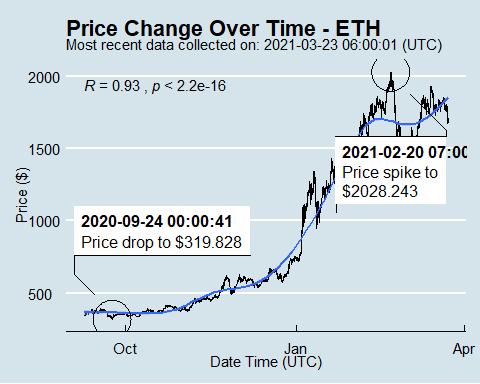 Price Change Over Time - ETH
Most recent data collected on: 2021-03-23 06:00:01 (UTC)
R = 0.93 , p < 2.2e-16
2000
1500
1000
500
Price ($)
2021-02-20 07:00
Price spike to
$2028.243
2020-09-24 00:00:41
Price drop to $319.828
Oct
Jan
Apr
Date Time (UTC)